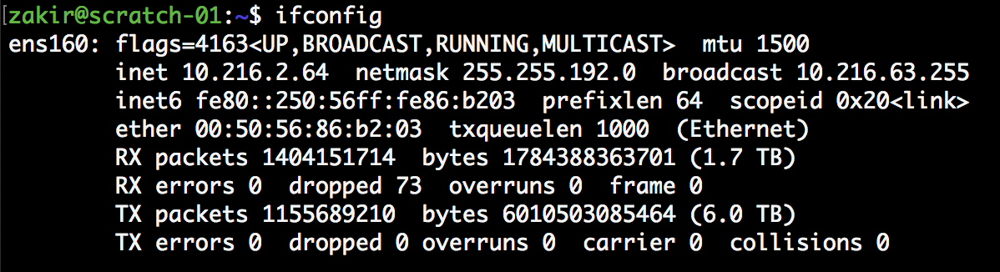 [zakir@scratch-01:~$ ifconfig
ens160: flags=4163<UP,BROADCAST,RUNNING,MULTICAST>  mtu 1500
        inet 10.216.2.64  netmask 255.255.192.0  broadcast 10.216.63.255
        inet6 fe80::250:56ff:fe86:b203  prefixlen 64  scopeid 0x20<link>
        ether 00:50:56:86:b2:03  txqueuelen 1000  (Ethernet)
        RX packets 1404151714  bytes 1784388363701 (1.7 TB)
        RX errors 0  dropped 73  overruns 0  frame 0
        TX packets 1155689210  bytes 6010503085464 (6.0 TB)
        TX errors 0  dropped 0 overruns 0  carrier 0  collisions 0